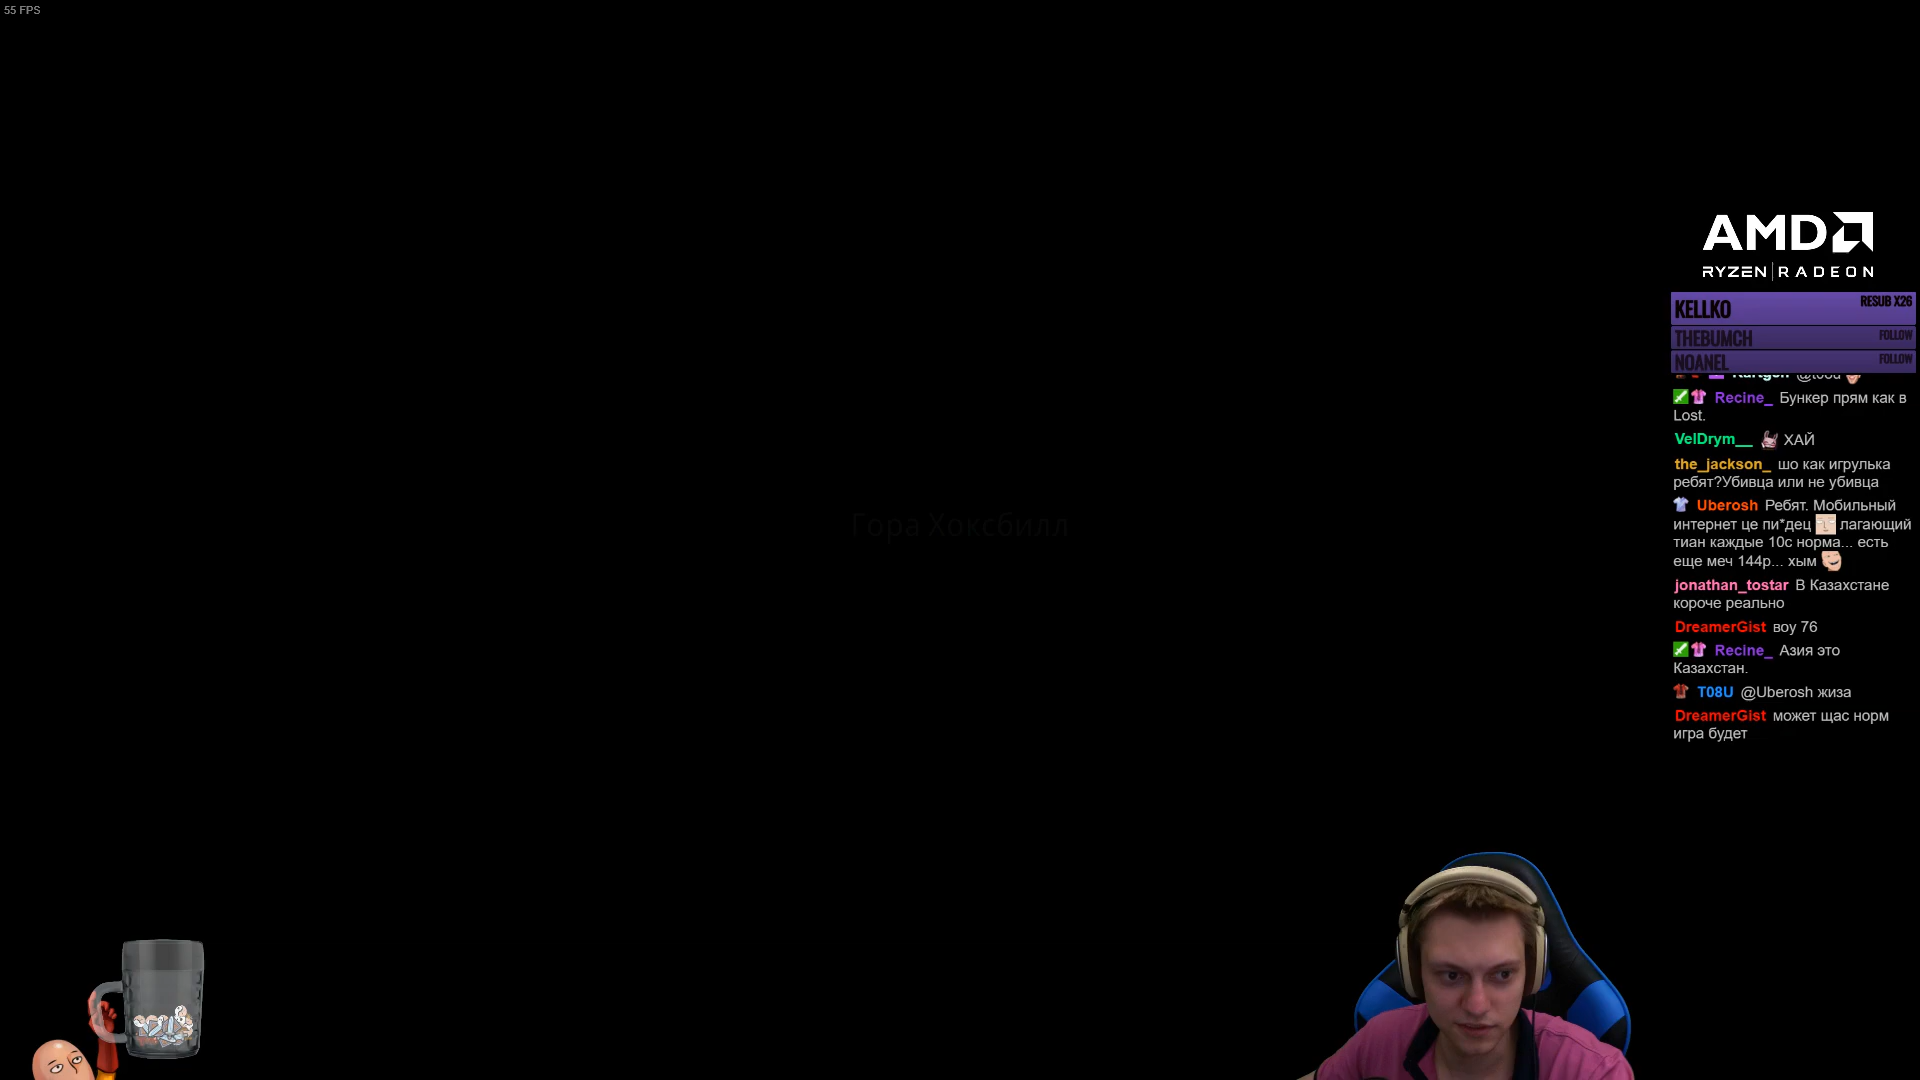 55 FPS
AMD
RYZEN RADEON
KELLKO RESUB X26
THEBUMCH FOLLOW
NOANEL FOLLOW
Recine_ Бункер прям как в
Lost.
VelDrym__ ХАЙ
the_jackson_ шо как игрулька
ребят?Убивца или не убивца
Uberosh Ребят. Мобильный
интернет це пи*дец лагающий
тиан каждые 10с норма... есть
еще меч 144р... хым
Гора Хоксбилл
jonathan_tostar В Казахстане
короче реально
DreamerGist воу 76
Recine_ Азия это
Казахстан.
T08U @Uberosh жиза
DreamerGist может щас норм
игра будет